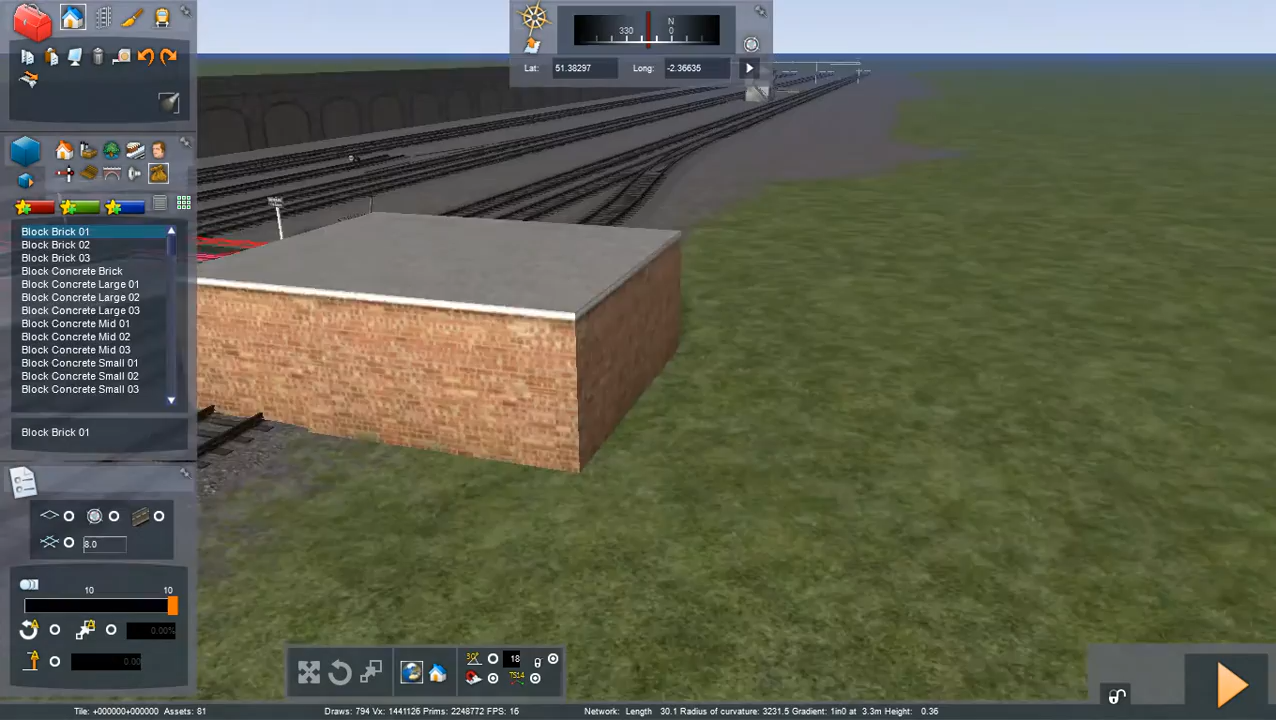 330
N
0
Lat:
51.38297
Long:
-2.36635
Block Brick 01
Block Brick 02
Block Brick 03
Block Concrete Brick
Block Concrete Large 01
Block Concrete Large 02
Block Concrete Large 03
Block Concrete Mid 01
Block Concrete Mid 02
Block Concrete Mid 03
Block Concrete Small 01
Block Concrete Small 02
Block Concrete Small 03
Block Brick 01
8.0
10
10
0.00%
0.00
18
TS14
Tile: +000000+000000 Assets: 81
Draws: 794 Vx: 1441126 Prims: 2248772 FPS: 16
Network: Length 30.1 Radius of curvature: 3231.5 Gradient: 1in0 at 3.3m Height: 0.36